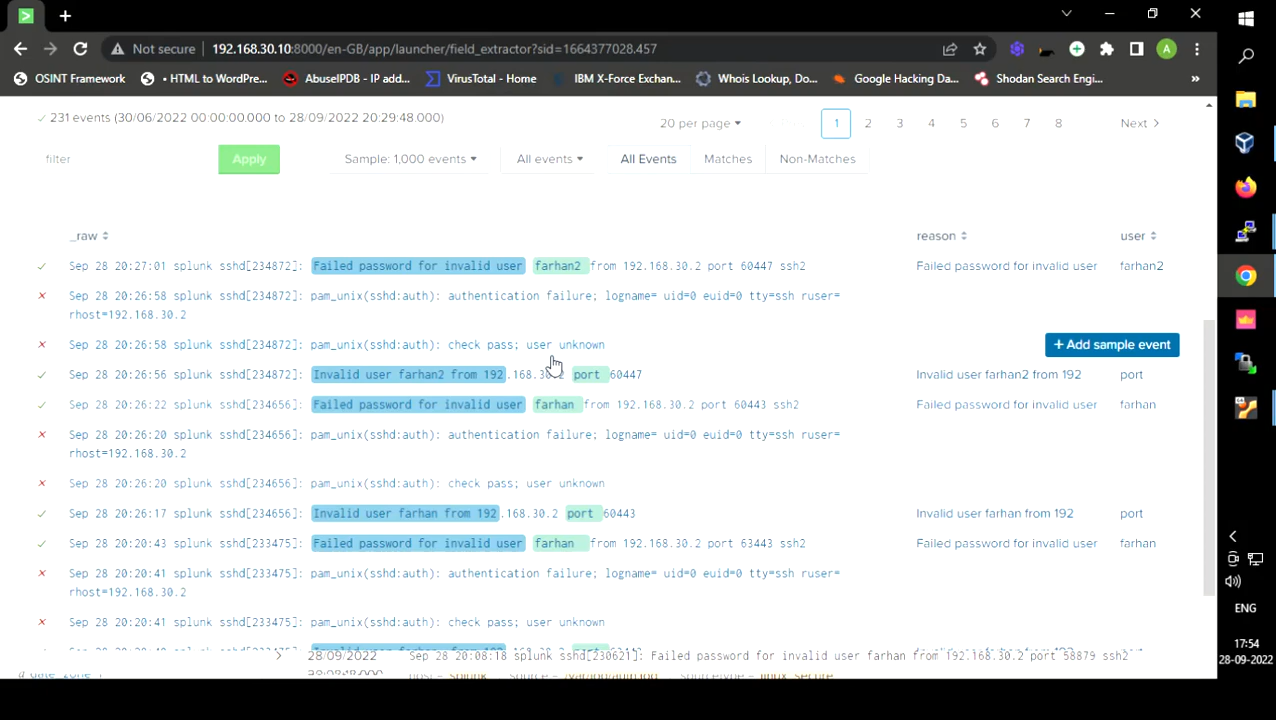 Not secure 192.168.30.10:8000/en-GB/app/launcher/field_extractor?sid=1664377028.457
A
OSINT Framework • HTML to WordPre... AbuseIPDB - IP add... VirusTotal - Home IBM X-Force Exchan... Whois Lookup, Do... Google Hacking Da... Shodan Search Engi... »
✓ 231 events (30/06/2022 00:00:00.000 to 28/09/2022 20:29:48.000)
20 per page 1 2 3 4 5 6 7 8 Next
filter Apply Sample: 1,000 events All events All Events Matches Non-Matches
_raw reason user
Sep 28 20:27:01 splunk sshd[234872]: Failed password for invalid user farhan2 from 192.168.30.2 port 60447 ssh2 Failed password for invalid user farhan2
Sep 28 20:26:58 splunk sshd[234872]: pam_unix(sshd:auth): authentication failure; logname= uid=0 euid=0 tty=ssh ruser=
rhost=192.168.30.2
Sep 28 20:26:58 splunk sshd[234872]: pam_unix(sshd:auth): check pass; user unknown
+ Add sample event
Sep 28 20:26:56 splunk sshd[234872]: Invalid user farhan2 from 192.168.30.2 port 60447 Invalid user farhan2 from 192 port
Sep 28 20:26:22 splunk sshd[234656]: Failed password for invalid user farhan from 192.168.30.2 port 60443 ssh2 Failed password for invalid user farhan
Sep 28 20:26:20 splunk sshd[234656]: pam_unix(sshd:auth): authentication failure; logname= uid=0 euid=0 tty=ssh ruser=
rhost=192.168.30.2
Sep 28 20:26:20 splunk sshd[234656]: pam_unix(sshd:auth): check pass; user unknown
Sep 28 20:26:17 splunk sshd[234656]: Invalid user farhan from 192.168.30.2 port 60443 Invalid user farhan from 192 port
Sep 28 20:20:43 splunk sshd[233475]: Failed password for invalid user farhan from 192.168.30.2 port 63443 ssh2 Failed password for invalid user farhan
Sep 28 20:20:41 splunk sshd[233475]: pam_unix(sshd:auth): authentication failure; logname= uid=0 euid=0 tty=ssh ruser=
rhost=192.168.30.2
Sep 28 20:20:41 splunk sshd[233475]: pam_unix(sshd:auth): check pass; user unknown
28/09/2022 Sep 28 20:08:18 splunk sshd[230621]: Failed password for invalid user farhan from 192.168.30.2 port 58879 ssh2
ENG
17:54
28-09-2022